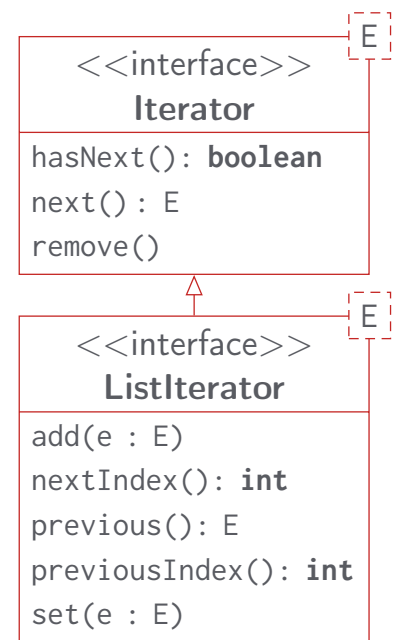 E
<<interface>>
Iterator
hasNext(): boolean
next() : E
remove()
E
<<interface>>
ListIterator
add(e : E)
nextIndex(): int
previous(): E
previousIndex(): int
set(e : E)